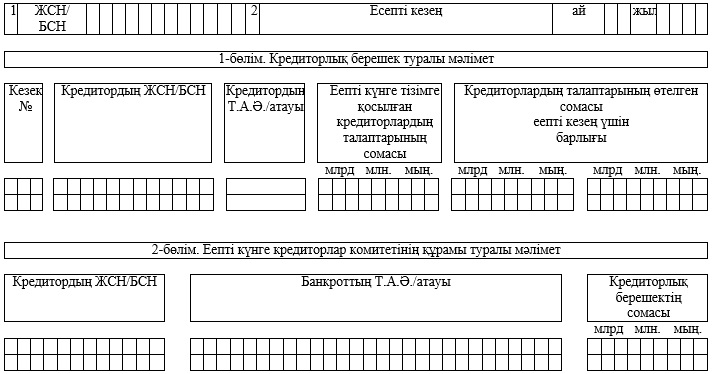 1 ЖСН/ 2 Есепті кезең ай жыл
БСН
1-бөлім. Кредиторлық берешек туралы мәлімет
Кезек Кредитордың ЖСН/БСН Кредитордың Еепті күнге тізімге Кредиторлардың талаптарының өтелген
№ Т.А.Ә./атауы қосылған сомасы
кредиторлардың еепті кезең үшін
талаптарының барлығы
сомасы
млрд млн. мың. млрд млн. мың. млрд млн. мың.
2-бөлім. Еепті күнге кредиторлар комитетінің құрамы туралы мәлімет
Кредитордың ЖСН/БСН Банкроттың Т.А.Ә./атауы Кредиторлық
берешектің
сомасы
млрд млн. мың.